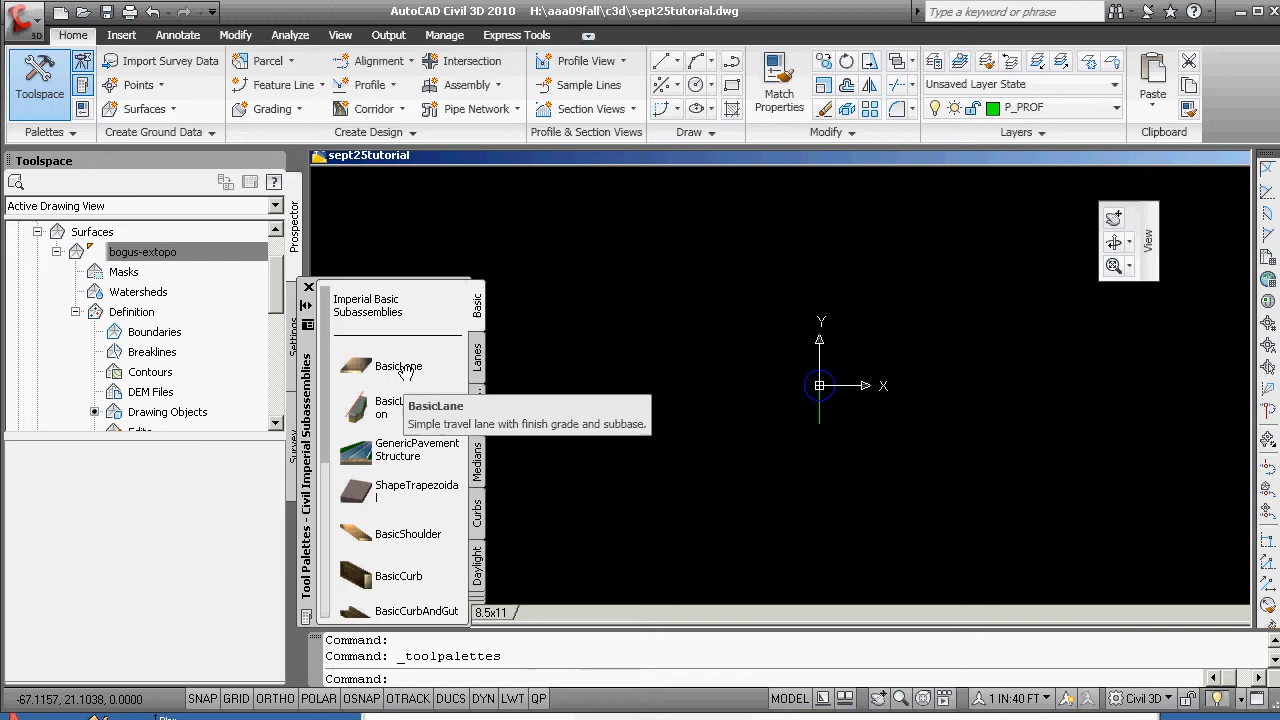 AutoCAD Civil 3D 2010 H:\aaa09fall\c3d\sept25tutorial.dwg
Type a keyword or phrase
3D
Home Insert Annotate Modify Analyze View Output Manage Express Tools
Toolspace
Import Survey Data
Points
Surfaces
Parcel
Feature Line
Grading
Alignment
Profile
Corridor
Intersection
Assembly
Pipe Network
Profile View
Sample Lines
Section Views
Match Properties
Unsaved Layer State
P_PROF
Paste
Palettes Create Ground Data Create Design Profile & Section Views Draw Modify Layers Clipboard
Toolspace
Active Drawing View
Surfaces
bogus-extopo
Masks
Watersheds
Definition
Boundaries
Breaklines
Contours
Drawing Objects
Prospector
Settings
Survey
sept25tutorial
View
Tool Palettes - Civil Imperial Subassemblies
Imperial Basic
Subassemblies
BasicLane
on
GenericPavement
Structure
ShapeTrapezoida
l
BasicShoulder
BasicCurb
BasicCurbAndGut
Basic
Lanes
Medians
Curbs
Daylight
BasicLane
Simple travel lane with finish grade and subbase.
Y
X
8.5x11
Command:
Command: _toolpalettes
Command:
-67.1157, 21.1038, 0.0000 SNAP GRID ORTHO POLAR OSNAP OTRACK DUCS DYN LWT QP MODEL 1 IN:40 FT Civil 3D